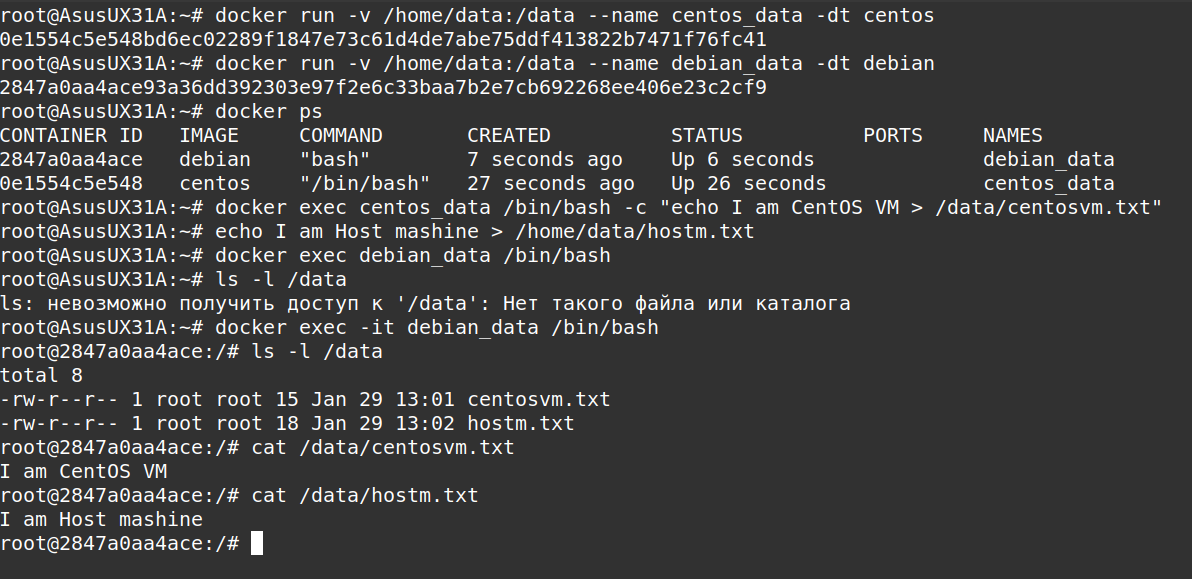 root@AsusUX31A:~# docker run -v /home/data:/data --name centos_data -dt centos
0e1554c5e548bd6ec02289f1847e73c61d4de7abe75ddf413822b7471f76fc41
root@AsusUX31A:~# docker run -v /home/data:/data --name debian_data -dt debian
2847a0aa4ace93a36dd392303e97f2e6c33baa7b2e7cb692268ee406e23c2cf9
root@AsusUX31A:~# docker ps
CONTAINER ID   IMAGE     COMMAND       CREATED          STATUS          PORTS     NAMES
2847a0aa4ace   debian    "bash"        7 seconds ago    Up 6 seconds              debian_data
0e1554c5e548   centos    "/bin/bash"   27 seconds ago   Up 26 seconds             centos_data
root@AsusUX31A:~# docker exec centos_data /bin/bash -c "echo I am CentOS VM > /data/centosvm.txt"
root@AsusUX31A:~# echo I am Host mashine > /home/data/hostm.txt
root@AsusUX31A:~# docker exec debian_data /bin/bash
root@AsusUX31A:~# ls -l /data
ls: невозможно получить доступ к '/data': Нет такого файла или каталога
root@AsusUX31A:~# docker exec -it debian_data /bin/bash
root@2847a0aa4ace:/# ls -l /data
total 8
-rw-r--r-- 1 root root 15 Jan 29 13:01 centosvm.txt
-rw-r--r-- 1 root root 18 Jan 29 13:02 hostm.txt
root@2847a0aa4ace:/# cat /data/centosvm.txt
I am CentOS VM
root@2847a0aa4ace:/# cat /data/hostm.txt
I am Host mashine
root@2847a0aa4ace:/#